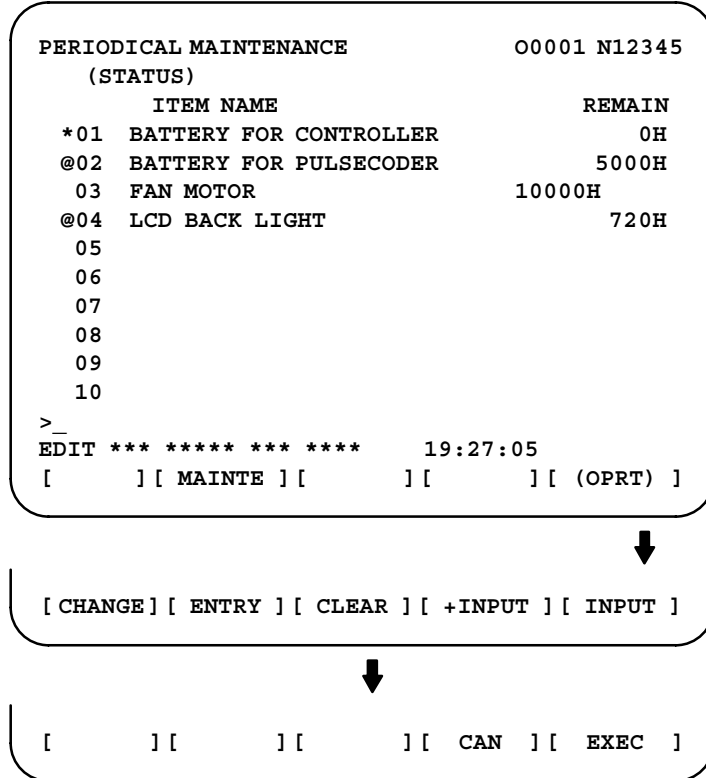 PERIODICAL MAINTENANCE O0001 N12345
(STATUS)
ITEM NAME REMAIN
*01 BATTERY FOR CONTROLLER 0H
@02 BATTERY FOR PULSECODER 5000H
03 FAN MOTOR 10000H
@04 LCD BACK LIGHT 720H
05
06
07
08
09
10
>_
EDIT *** ***** *** **** 19:27:05
[ ] [ MAINTE ] [ ] [ ] [ (OPRT) ]
[ CHANGE ] [ ENTRY ] [ CLEAR ] [ +INPUT ] [ INPUT ]
[ ] [ ] [ ] [ CAN ] [ EXEC ]